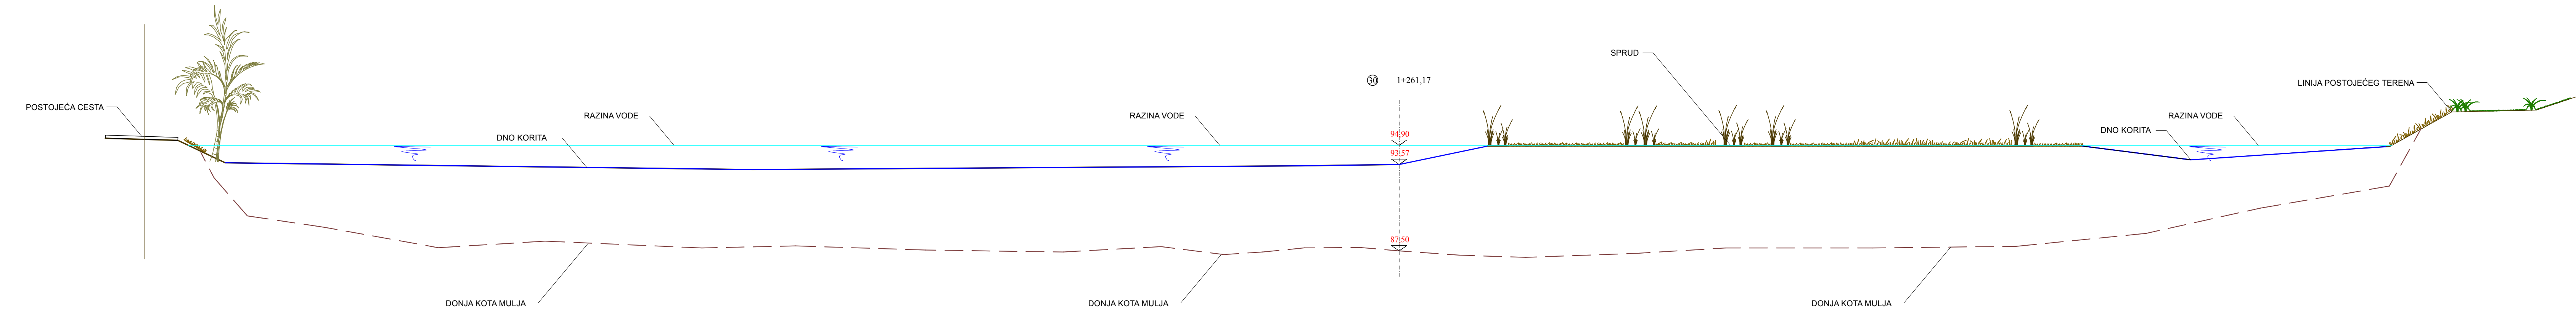 SPRUD
30 1+261,17
LINIJA POSTOJEĆEG TERENA
POSTOJEĆA CESTA
RAZINA VODE
RAZINA VODE
RAZINA VODE
DNO KORITA
94,90
DNO KORITA
93,57
87,50
DONJA KOTA MULJA
DONJA KOTA MULJA
DONJA KOTA MULJA